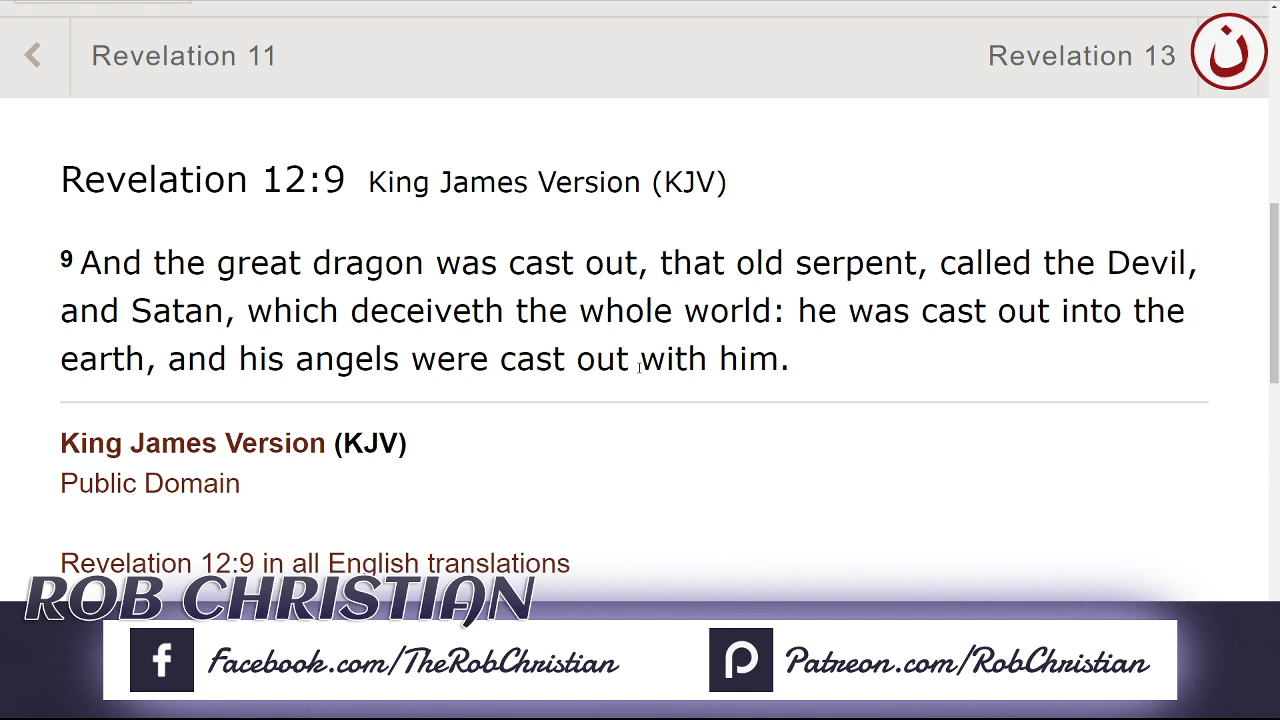 Revelation 11
Revelation 13
ن
Revelation 12:9 King James Version (KJV)
9 And the great dragon was cast out, that old serpent, called the Devil,
and Satan, which deceiveth the whole world: he was cast out into the
earth, and his angels were cast out with him.
King James Version (KJV)
Public Domain
Revelation 12:9 in all English translations
ROB CHRISTIAN
Facebook.com/TheRobChristian
Patreon.com/RobChristian